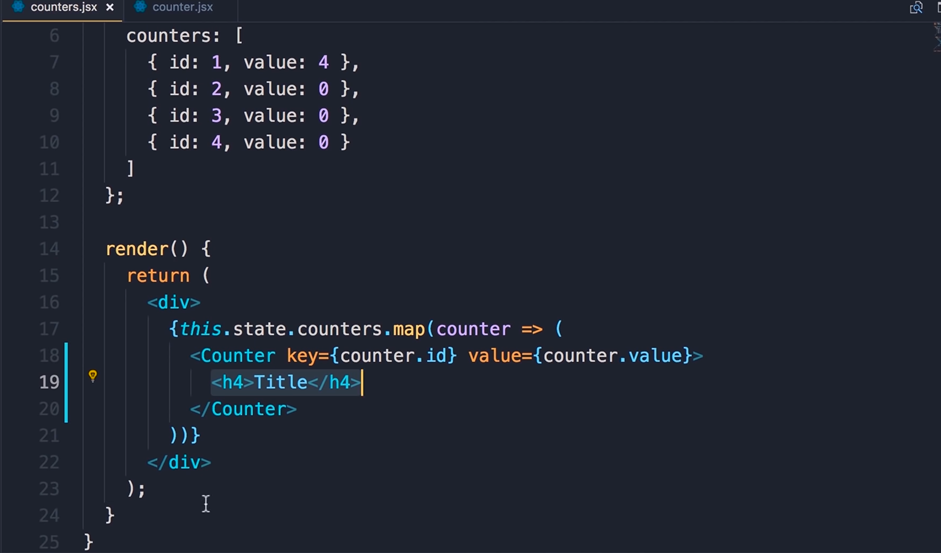 counters.jsx × counter.jsx
6 counters: [
7 { id: 1, value: 4 },
8 { id: 2, value: 0 },
9 { id: 3, value: 0 },
10 { id: 4, value: 0 }
11 ]
12 };
13
14 render() {
15 return (
16 <div>
17 {this.state.counters.map(counter => (
18 <Counter key={counter.id} value={counter.value}>
19 <h4>Title</h4>
20 </Counter>
21 ))}
22 </div>
23 );
24 }
25 }